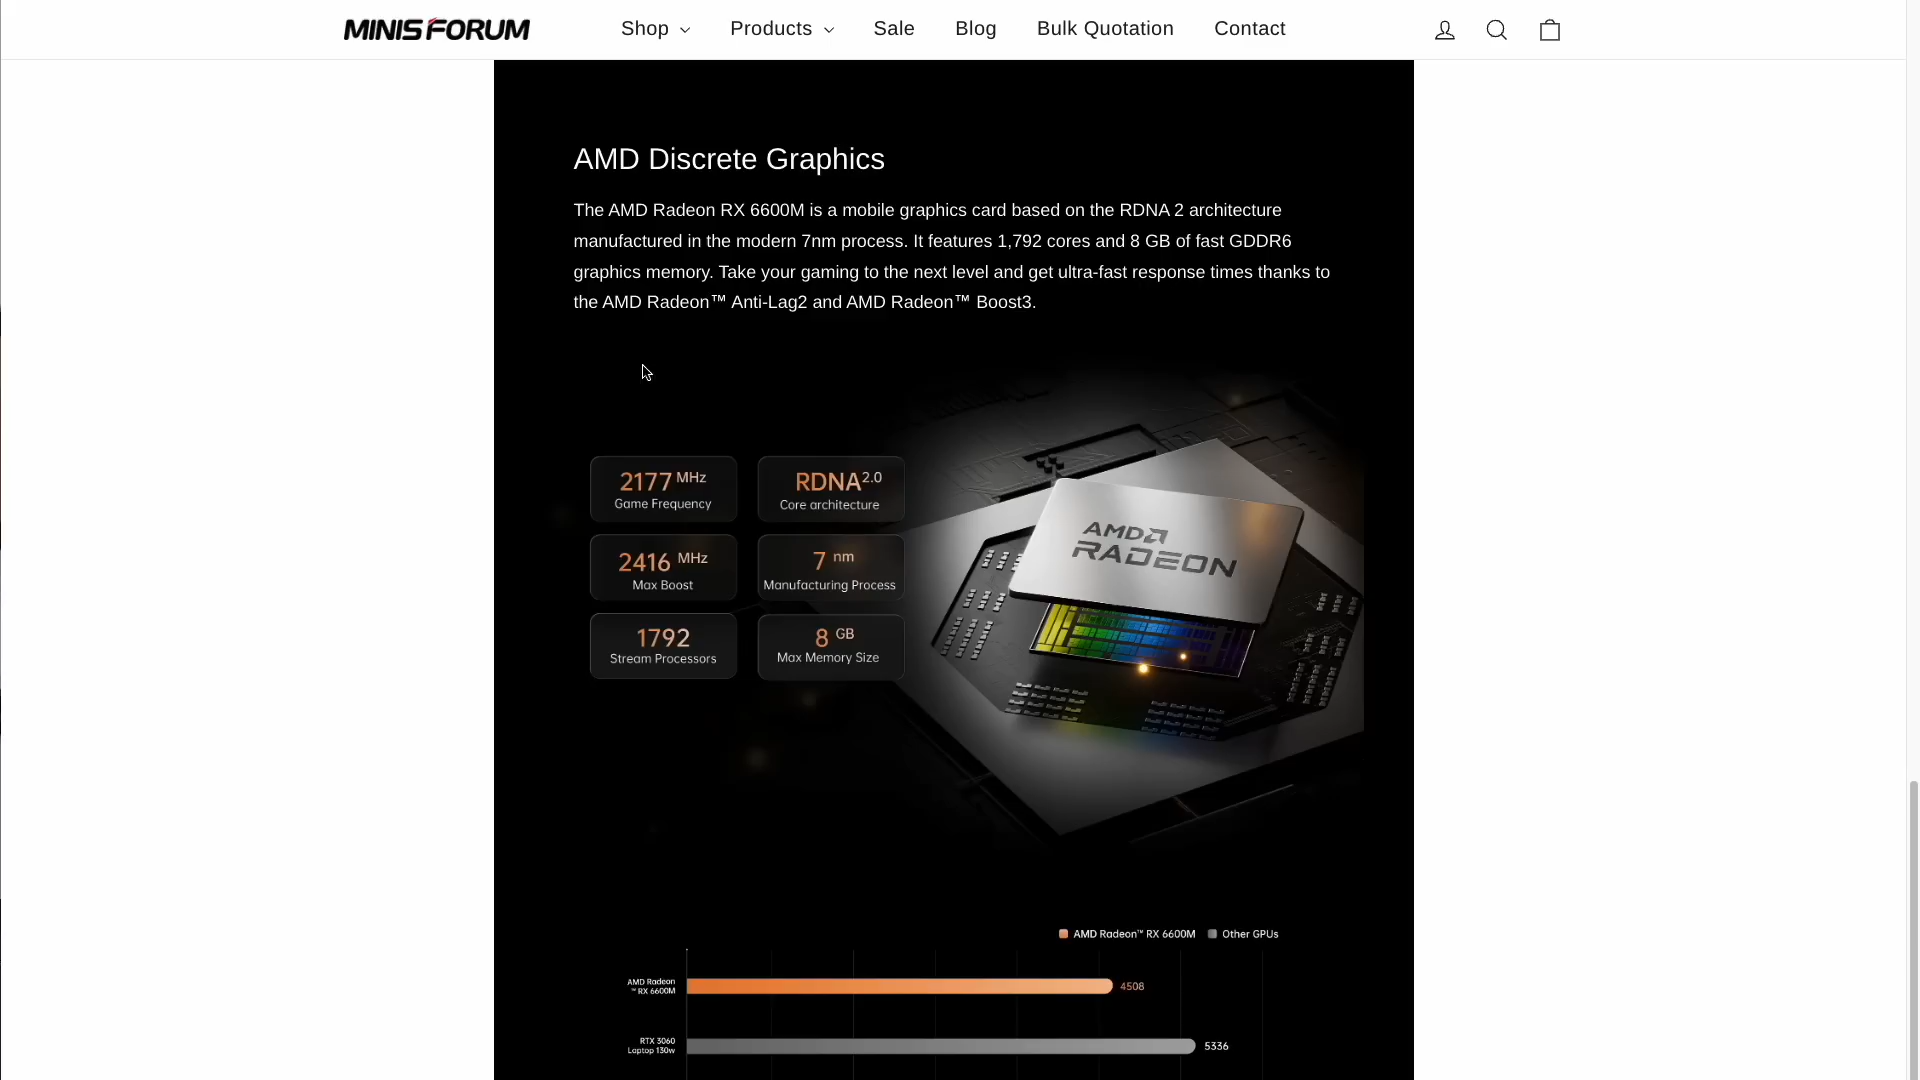 MINISFORUM
Shop
Products
Sale
Blog
Bulk Quotation
Contact
AMD Discrete Graphics
The AMD Radeon RX 6600M is a mobile graphics card based on the RDNA 2 architecture
manufactured in the modern 7nm process. It features 1,792 cores and 8 GB of fast GDDR6
graphics memory. Take your gaming to the next level and get ultra-fast response times thanks to
the AMD Radeon™ Anti-Lag2 and AMD Radeon™ Boost3.
2177 MHz
Game Frequency
RDNA 2.0
Core architecture
2416 MHz
Max Boost
7 nm
Manufacturing Process
1792
Stream Processors
8 GB
Max Memory Size
AMD
RADEON
AMD Radeon™ RX 6600M
Other GPUs
AMD Radeon
™ RX 6600M
4508
RTX 3060
Laptop 130w
5336